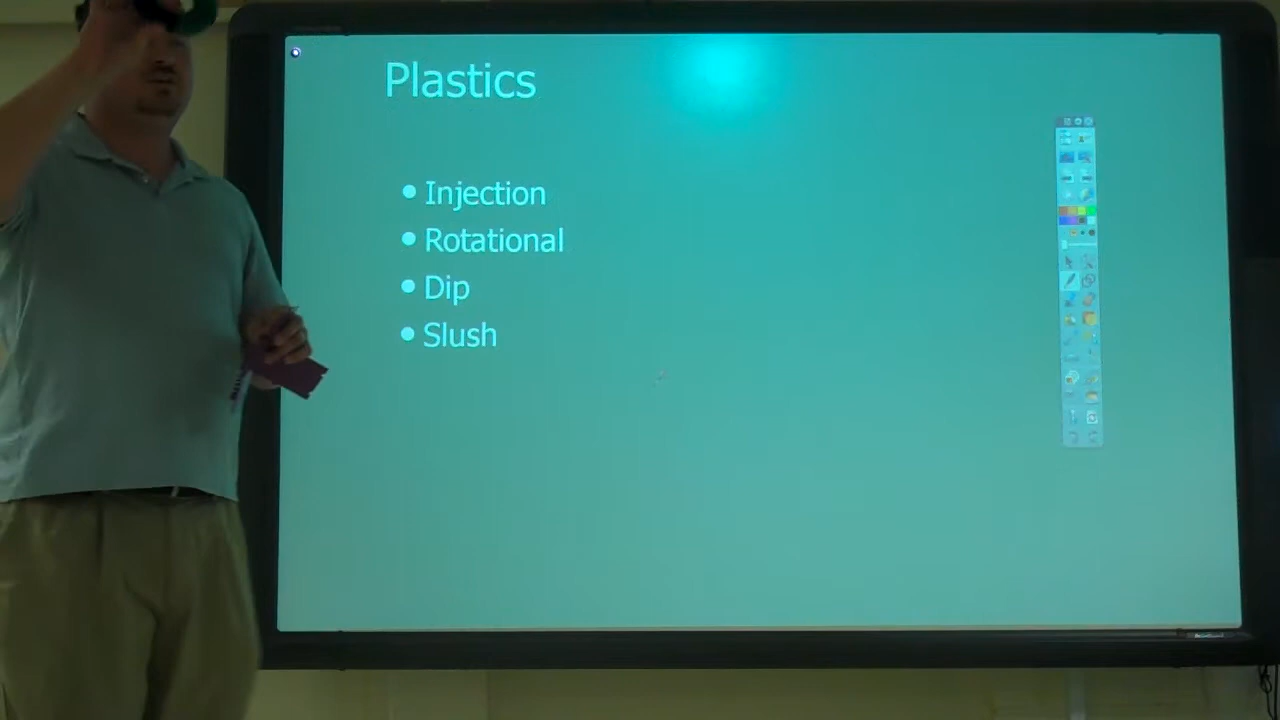 Plastics
• Injection
• Rotational
• Dip
• Slush